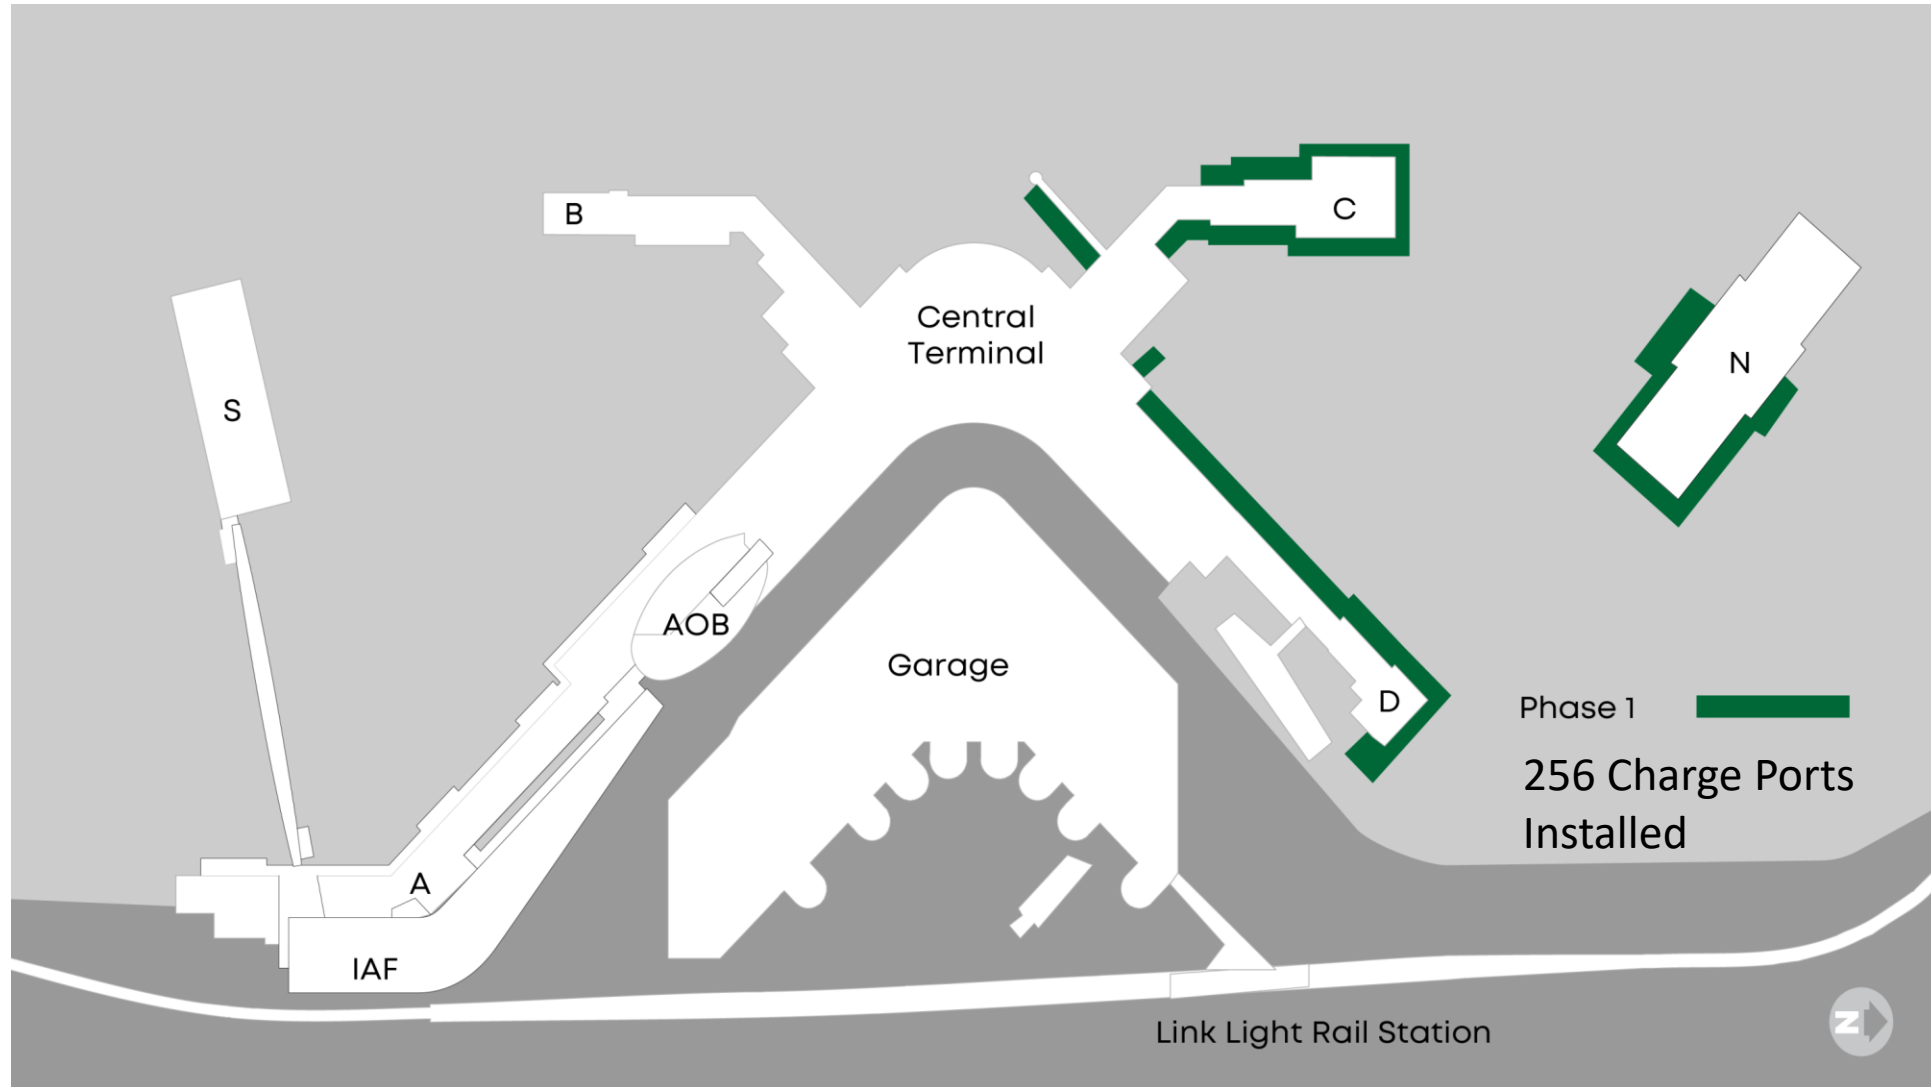 B
C
Central
Terminal
N
S
AOB
Garage
D
Phase 1
256 Charge Ports
Installed
A
IAF
Link Light Rail Station
N